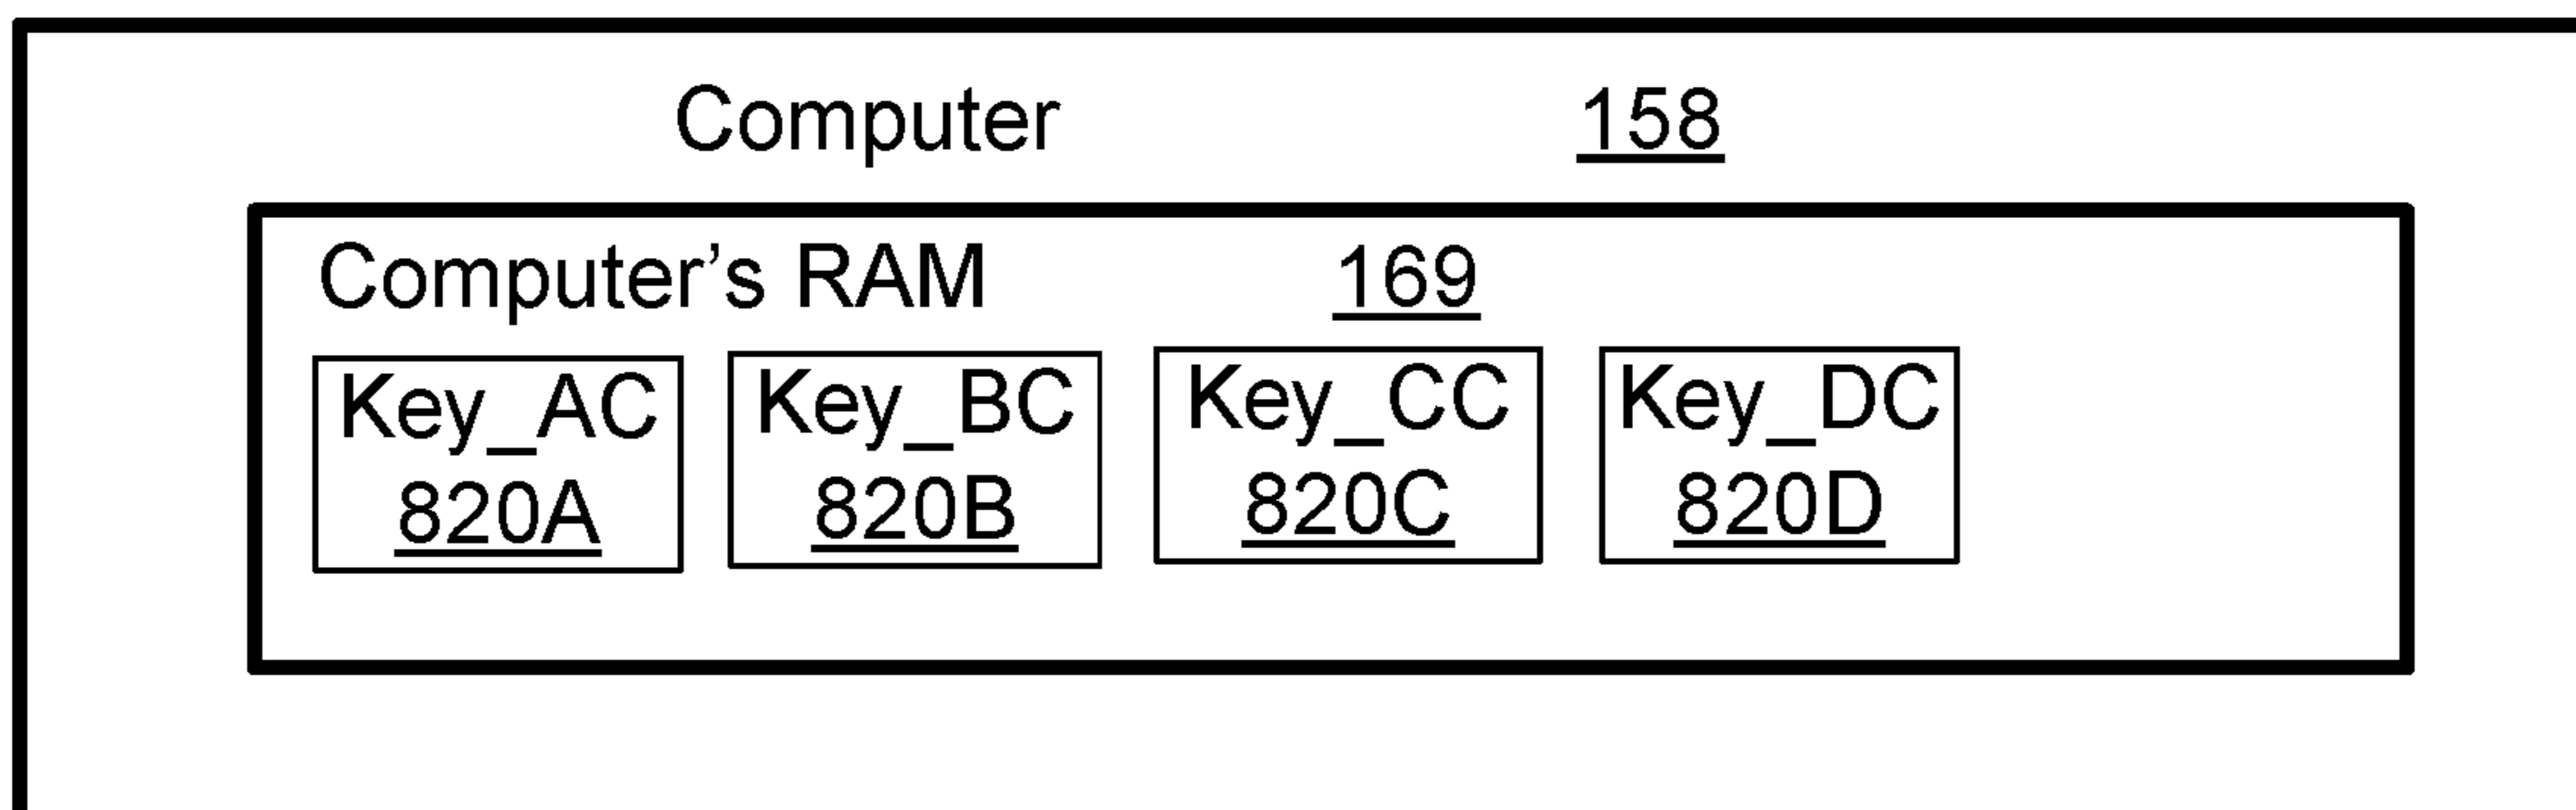 Computer 158
Computer’s RAM 169
Key_AC Key_BC Key_CC Key_DC
820A 820B 820C 820D